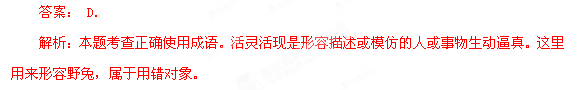 答案： D.
解析：本题考查正确使用成语。活灵活现是形容描述或模仿的人或事物生动逼真。这里
用来形容野兔，属于用错对象。